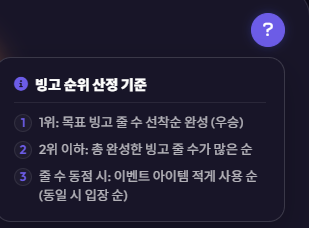 ?
빙고 순위 산정 기준
1 1위: 목표 빙고 줄 수 선착순 완성 (우승)
2 2위 이하: 총 완성한 빙고 줄 수가 많은 순
3 줄 수 동점 시: 이벤트 아이템 적게 사용 순
(동일 시 입장 순)